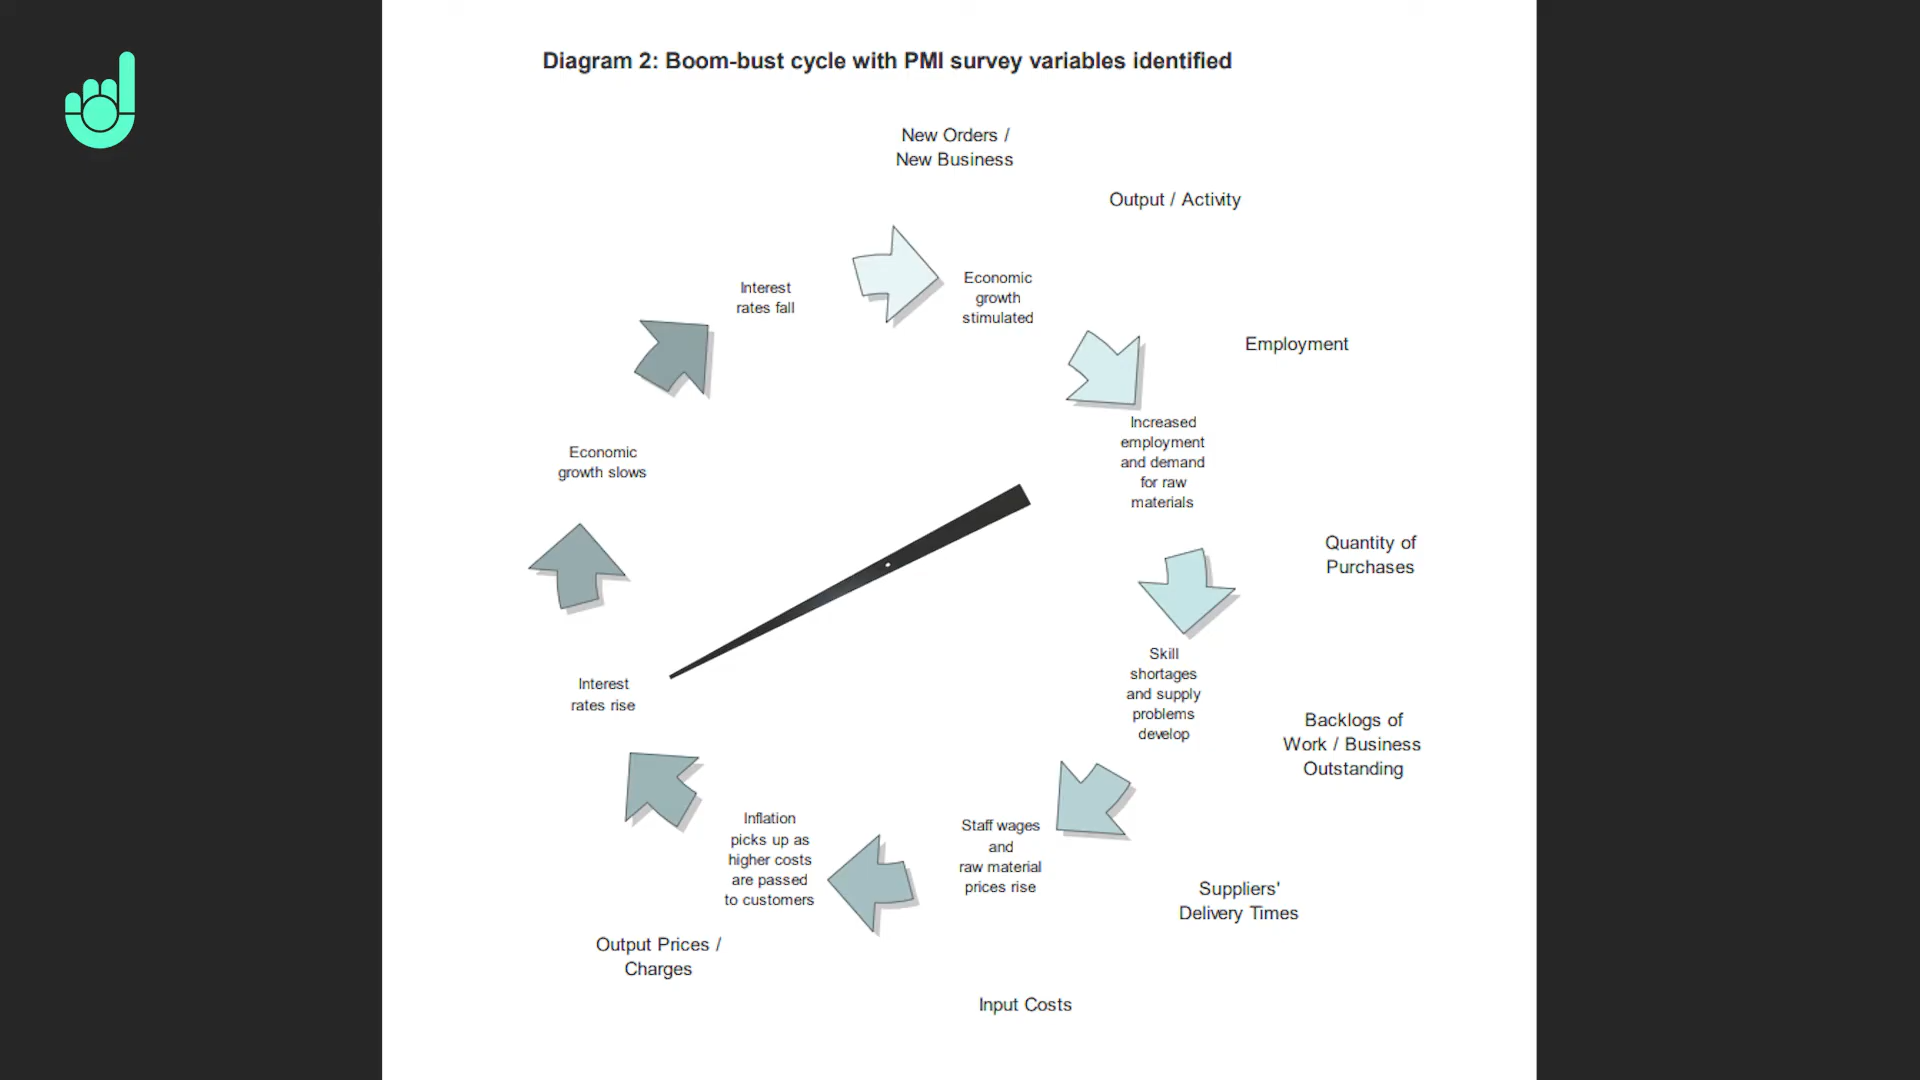 Diagram 2: Boom-bust cycle with PMI survey variables identified
New Orders /
New Business
Output / Activity
Interest
rates fall
Economic
growth
stimulated
Employment
Increased
employment
and demand
for raw
materials
Economic
growth slows
Quantity of
Purchases
Skill
shortages
and supply
problems
develop
Interest
rates rise
Backlogs of
Work / Business
Outstanding
Inflation
picks up as
higher costs
are passed
to customers
Staff wages
and
raw material
prices rise
Suppliers'
Delivery Times
Output Prices /
Charges
Input Costs